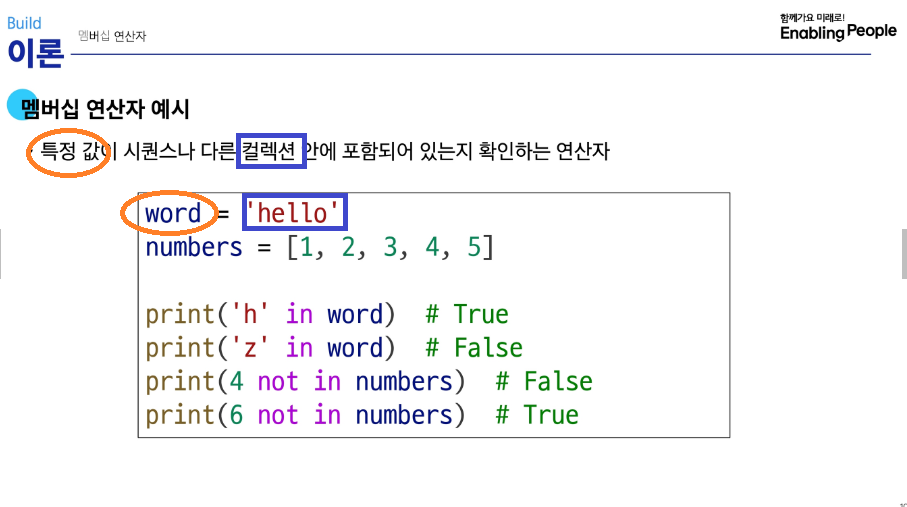 Build
이론
멤버십 연산자
함께가요 미래로!
Enabling People
멤버십 연산자 예시
특정 값이 시퀀스나 다른 컬렉션 안에 포함되어 있는지 확인하는 연산자
word = 'hello'
numbers = [1, 2, 3, 4, 5]
print('h' in word)  # True
print('z' in word)  # False
print(4 not in numbers)  # False
print(6 not in numbers)  # True